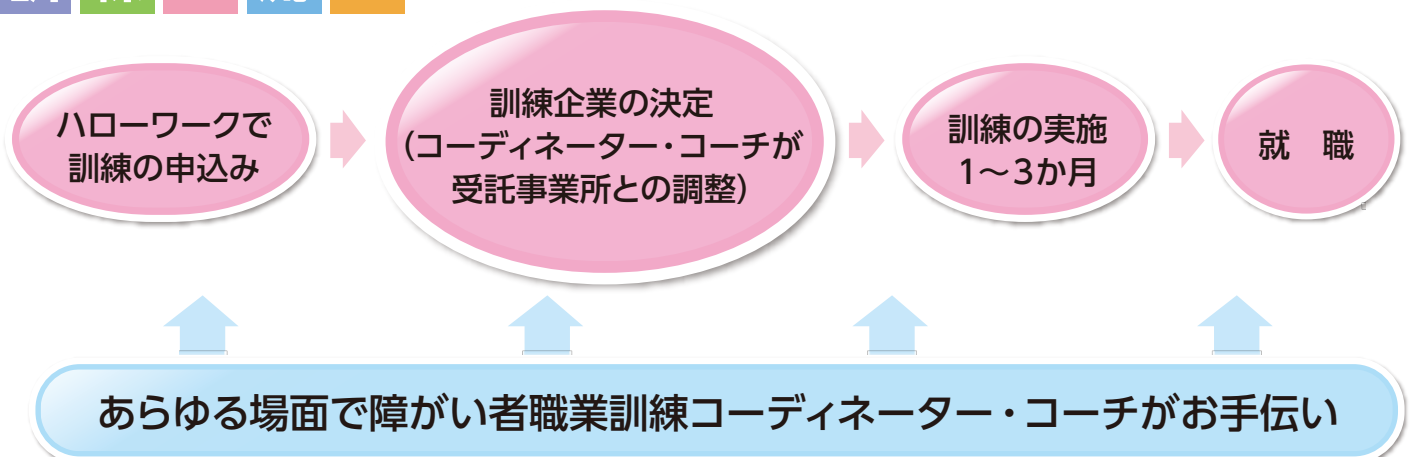 ハローワークで
訓練の申込み
訓練企業の決定
(コーディネーター・コーチが
受託事業所との調整)
訓練の実施
1〜3か月
就　職
あらゆる場面で障がい者職業訓練コーディネーター・コーチがお手伝い